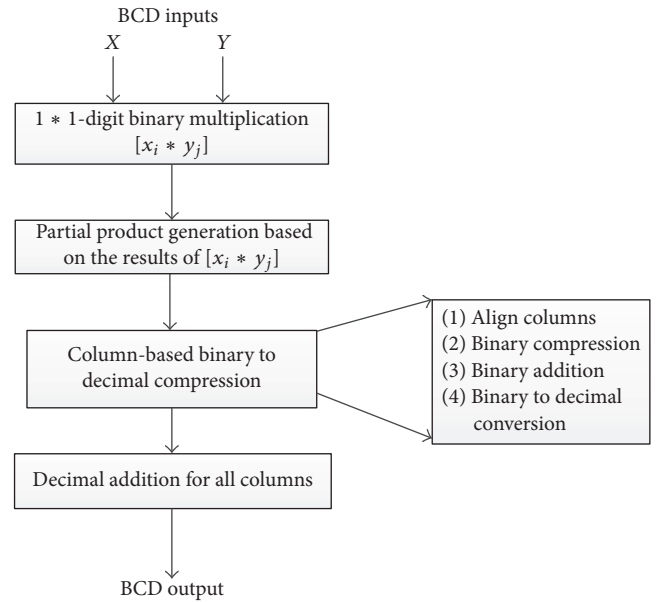 BCD inputs
X Y
1 * 1-digit binary multiplication
[x_i * y_j]
Partial product generation based
on the results of [x_i * y_j]
Column-based binary to
decimal compression
(1) Align columns
(2) Binary compression
(3) Binary addition
(4) Binary to decimal
conversion
Decimal addition for all columns
BCD output